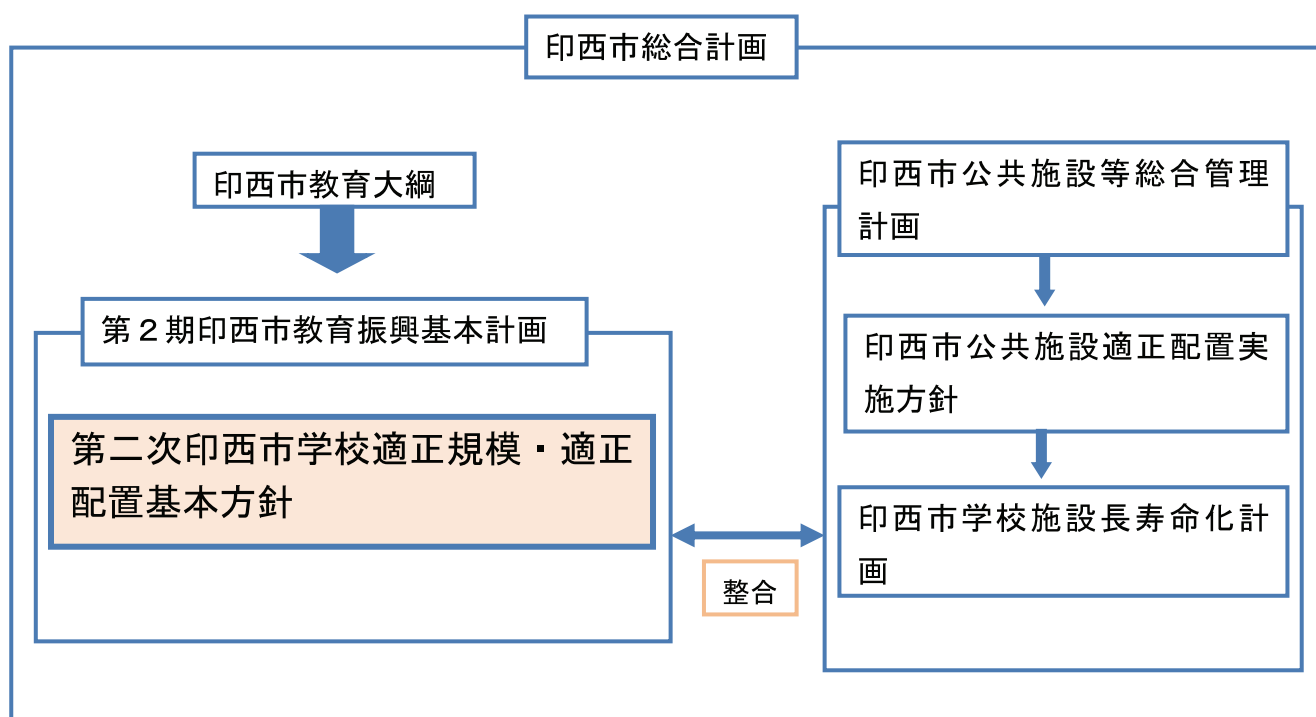 印西市総合計画
印西市教育大綱
第２期印西市教育振興基本計画
第二次印西市学校適正規模・適正
配置基本方針
整合
印西市公共施設等総合管理
計画
印西市公共施設適正配置実
施方針
印西市学校施設長寿命化計
画